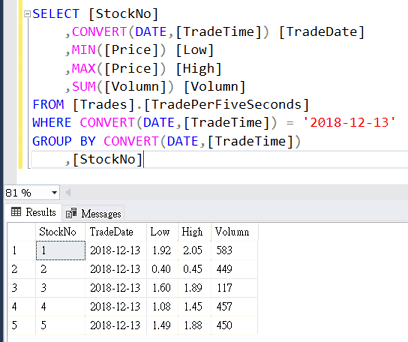 SELECT [StockNo]
,CONVERT(DATE,[TradeTime]) [TradeDate]
,MIN([Price]) [Low]
,MAX([Price]) [High]
,SUM([Volumn]) [Volumn]
FROM [Trades].[TradePerFiveSeconds]
WHERE CONVERT(DATE,[TradeTime]) = '2018-12-13'
GROUP BY CONVERT(DATE,[TradeTime])
,[StockNo]
81 %
Results Messages
StockNo TradeDate Low High Volumn
1 1 2018-12-13 1.92 2.05 583
2 2 2018-12-13 0.40 0.45 449
3 3 2018-12-13 1.60 1.89 117
4 4 2018-12-13 1.08 1.45 457
5 5 2018-12-13 1.49 1.88 450